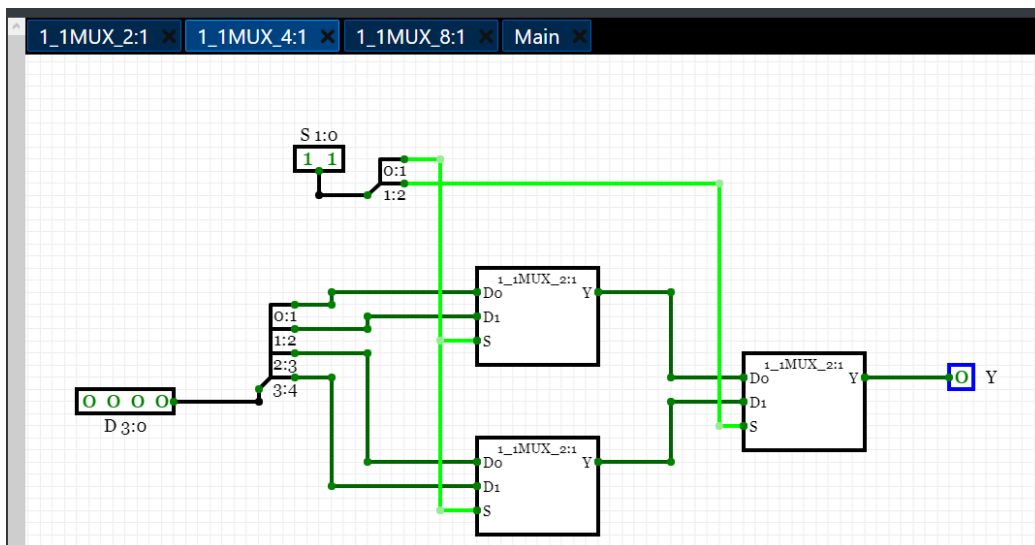 1_1MUX_2:1 × 1_1MUX_4:1 × 1_1MUX_8:1 × Main ×
S 1:0
1 1
0:1
1:2
1_1MUX_2:1
D0 Y
D1
S
0:1
1:2
2:3
3:4
0 0 0 0
D 3:0
1_1MUX_2:1
D0 Y
D1
S
1_1MUX_2:1
D0 Y
D1
S
0 Y